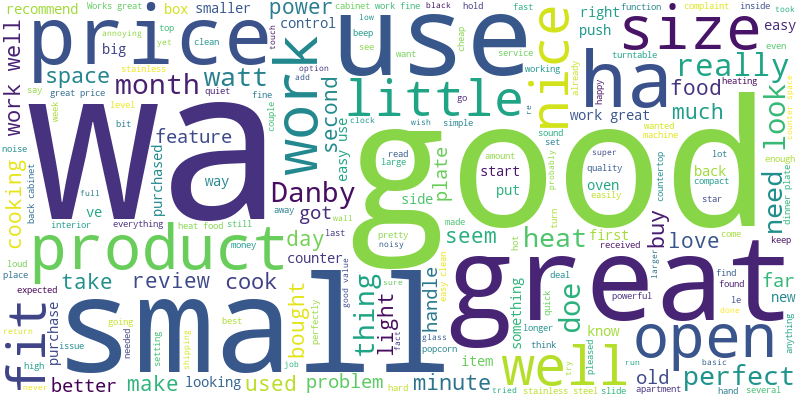 recommend
Works great
box
smaller
power
control
cabinet
work fine
black
hold
fast
function
complaint
inside
took
annoying
price
use
nice
size
touch
low
beep
see
want
cheap
service
right
push
easy
even
top
yet
clean
stainless
big
space
month
watt
work
second
option
add
working
already
ha
turntable
really
heating
work well
say
great price
quiet
fine
little
go
happy
food
look
week
level
bit
couple
easy use
clock
wish
simple
re
sound
set
work great
much
counter space
wanted
machine
noise
wa
feature
purchased
way
good
read
large
plate
amount
start
put
probably
super
quality
oven
easily
countertop
lot
back
compact
star
enough
need
dinner plate
cooking
back cabinet
full
ve
interior
everything
Danby
got
side
away
wall
product
heat food
still
day
last
pretty
noisy
made
seem
hot
heat
turn
first
received
buy
larger
love
come
keep
loud
place
money
counter
take
review
cook
expected
small
bought
good value
thing
sure
light
easy clean
handle
great
something
quick
deal
doe
powerful
find
found
le
far
new
fit
purchase
issue
high
return
never
going
needed
setting
shipping
best
perfectly
job
fact
glass
popcorn
hard
longer
think
know
pleased
open
done
basic
anything
better
make
looking
used
problem
minute
item
well
tried
try
stainless steel
slide
run
old
apartment
perfect
hand
several